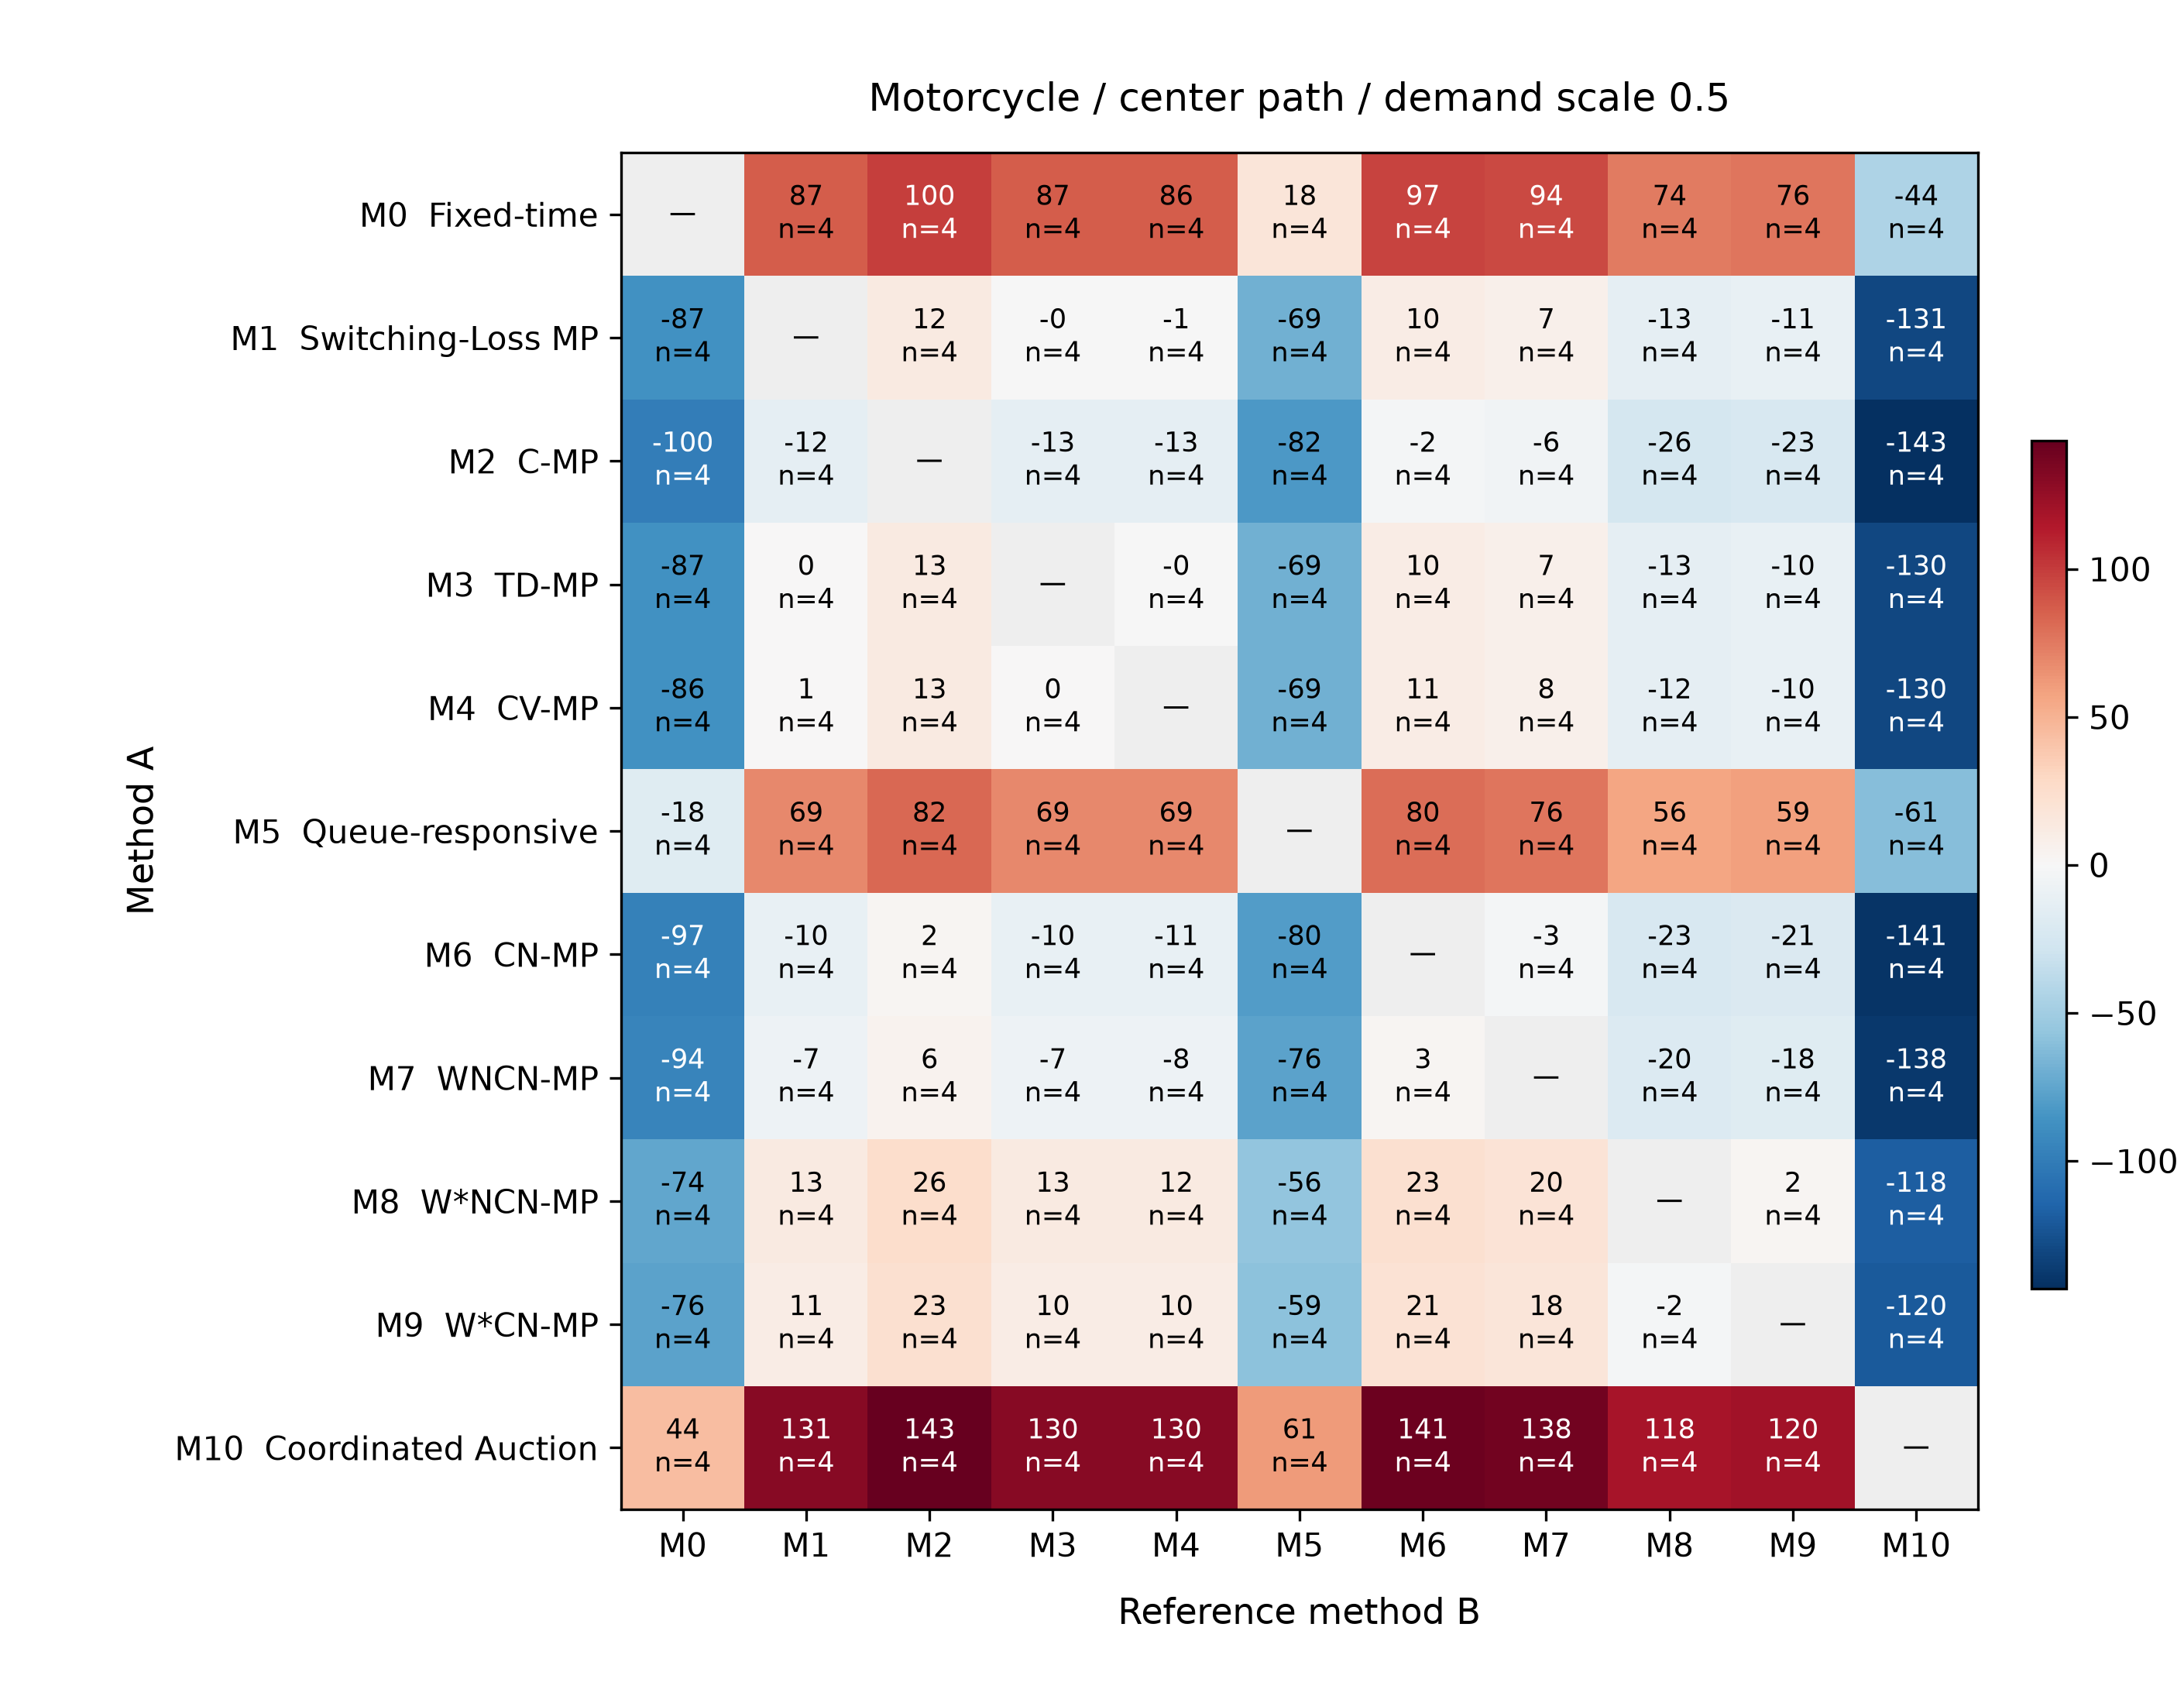 Motorcycle / center path / demand scale 0.5
M0 Fixed-time — 87 100 87 86 18 97 94 74 76 -44
n=4 n=4 n=4 n=4 n=4 n=4 n=4 n=4 n=4 n=4
M1 Switching-Loss MP -87 — 12 -0 -1 -69 10 7 -13 -11 -131
n=4 n=4 n=4 n=4 n=4 n=4 n=4 n=4 n=4 n=4
M2 C-MP -100 -12 — -13 -13 -82 -2 -6 -26 -23 -143
n=4 n=4 n=4 n=4 n=4 n=4 n=4 n=4 n=4 n=4
M3 TD-MP -87 0 13 — -0 -69 10 7 -13 -10 -130
n=4 n=4 n=4 n=4 n=4 n=4 n=4 n=4 n=4 n=4
M4 CV-MP -86 1 13 0 — -69 11 8 -12 -10 -130
n=4 n=4 n=4 n=4 n=4 n=4 n=4 n=4 n=4 n=4
M5 Queue-responsive -18 69 82 69 69 — 80 76 56 59 -61
n=4 n=4 n=4 n=4 n=4 n=4 n=4 n=4 n=4 n=4
M6 CN-MP -97 -10 2 -10 -11 -80 — -3 -23 -21 -141
n=4 n=4 n=4 n=4 n=4 n=4 n=4 n=4 n=4 n=4
M7 WNCN-MP -94 -7 6 -7 -8 -76 3 — -20 -18 -138
n=4 n=4 n=4 n=4 n=4 n=4 n=4 n=4 n=4 n=4
M8 W*NCN-MP -74 13 26 13 12 -56 23 20 — 2 -118
n=4 n=4 n=4 n=4 n=4 n=4 n=4 n=4 n=4 n=4
M9 W*CN-MP -76 11 23 10 10 -59 21 18 -2 — -120
n=4 n=4 n=4 n=4 n=4 n=4 n=4 n=4 n=4 n=4
M10 Coordinated Auction 44 131 143 130 130 61 141 138 118 120 —
n=4 n=4 n=4 n=4 n=4 n=4 n=4 n=4 n=4 n=4
M0 M1 M2 M3 M4 M5 M6 M7 M8 M9 M10
Reference method B
Method A
100
50
0
−50
−100